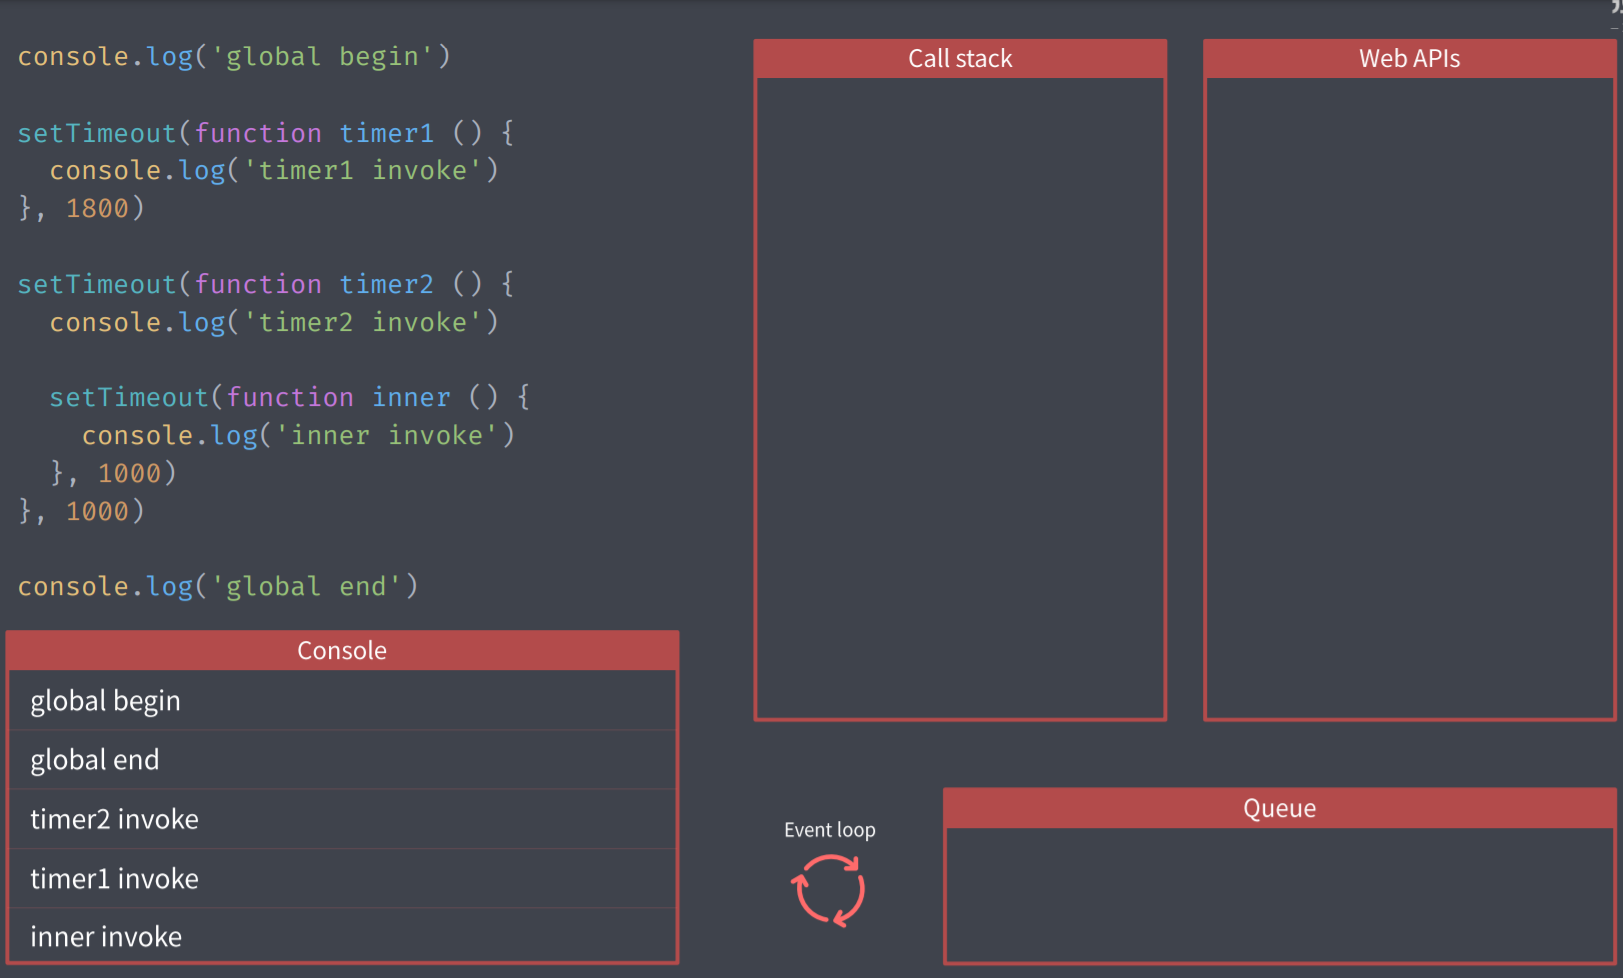 console.log('global begin')
setTimeout(function timer1 () {
  console.log('timer1 invoke')
}, 1800)
setTimeout(function timer2 () {
  console.log('timer2 invoke')
  setTimeout(function inner () {
    console.log('inner invoke')
  }, 1000)
}, 1000)
console.log('global end')
Console
global begin
global end
timer2 invoke
timer1 invoke
inner invoke
Call stack
Web APIs
Event loop
Queue